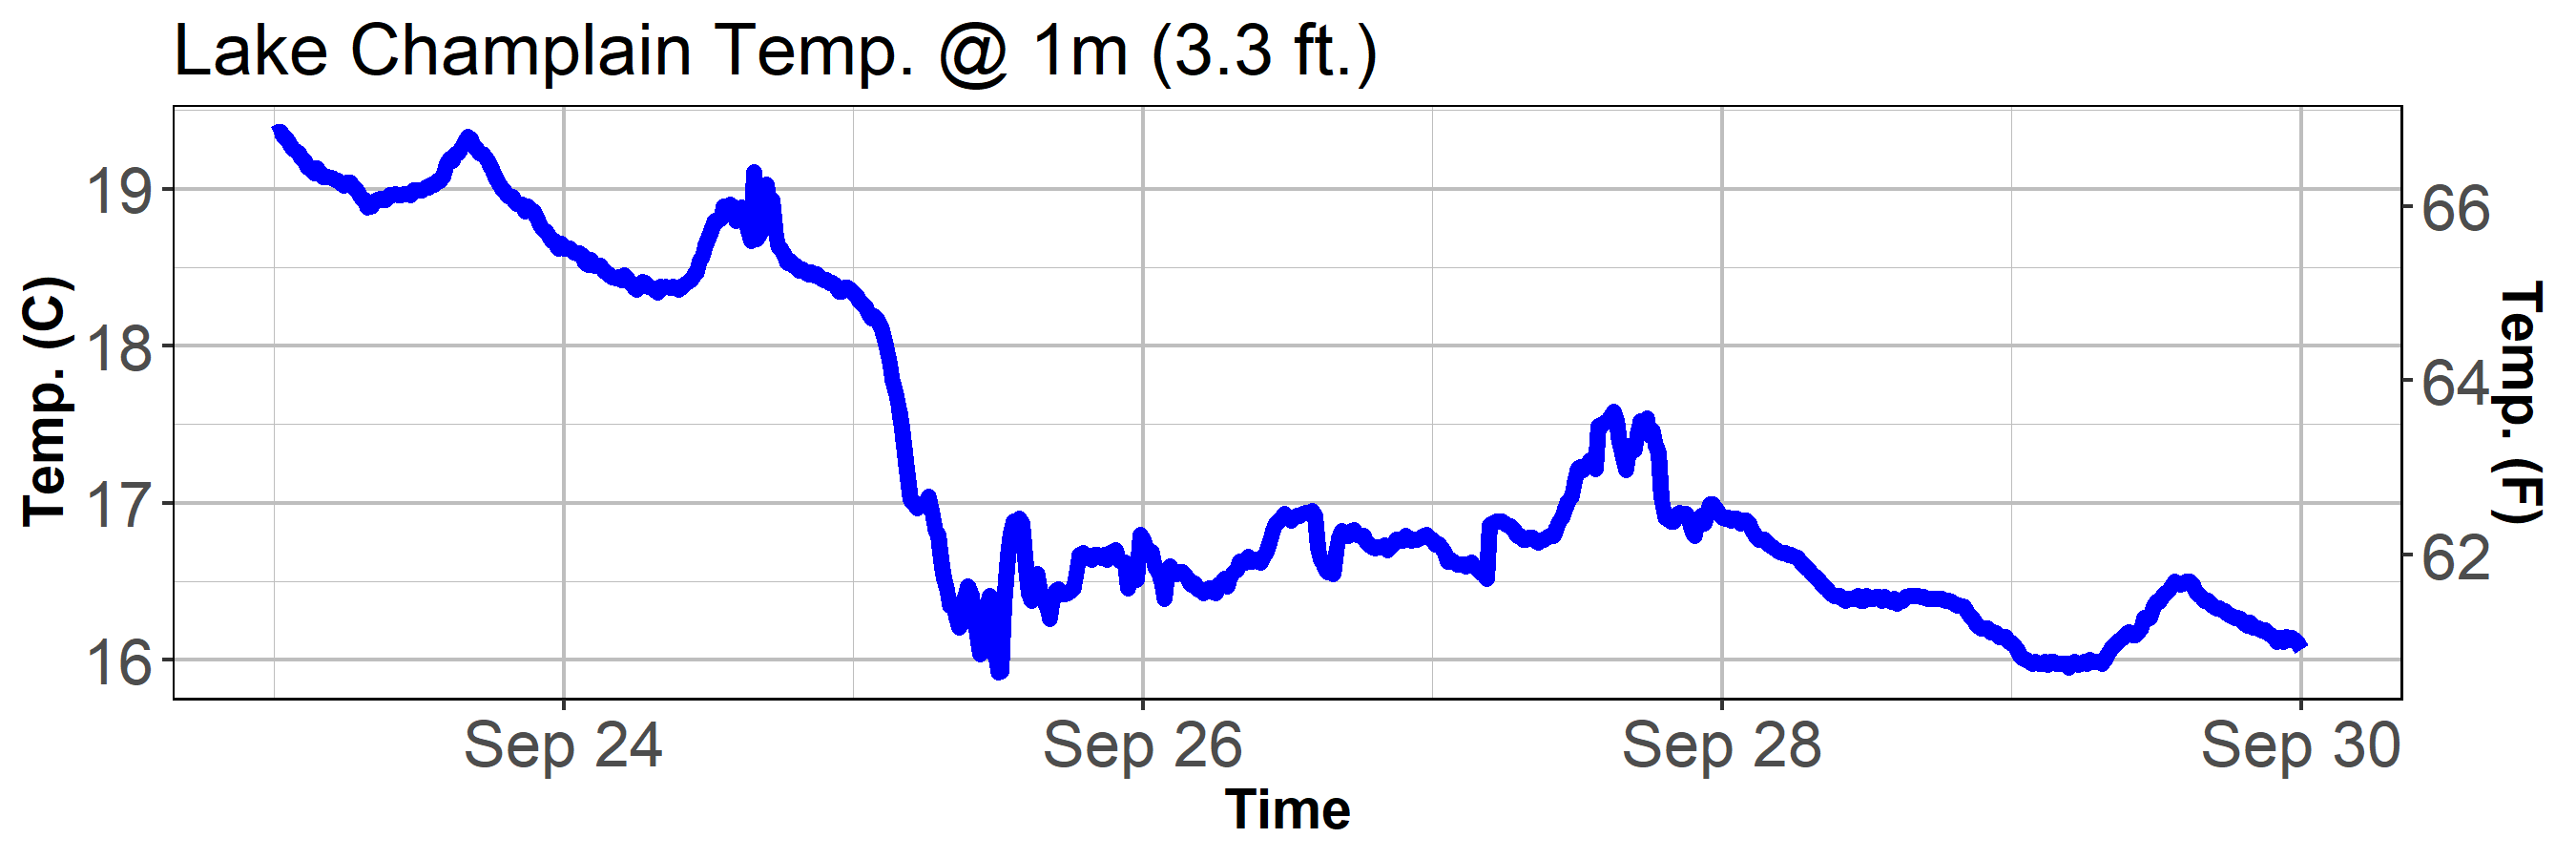 Lake Champlain Temp. @ 1m (3.3 ft.)
Temp. (C)
19
18
17
16
66
64
62
Temp. (F)
Sep 24
Sep 26
Sep 28
Sep 30
Time